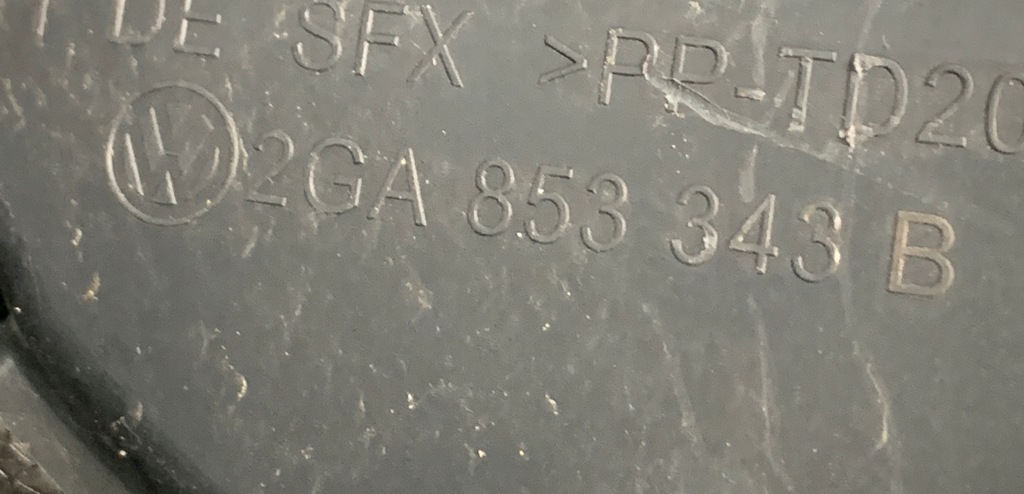 DE SFX >PP-TD20
2GA 853 343 B